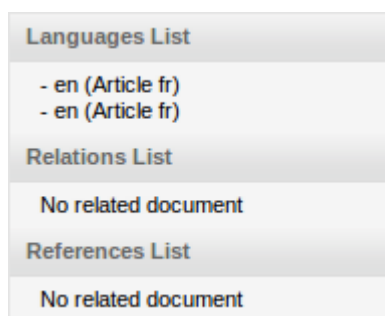 Languages List
- en (Article fr)
- en (Article fr)
Relations List
No related document
References List
No related document